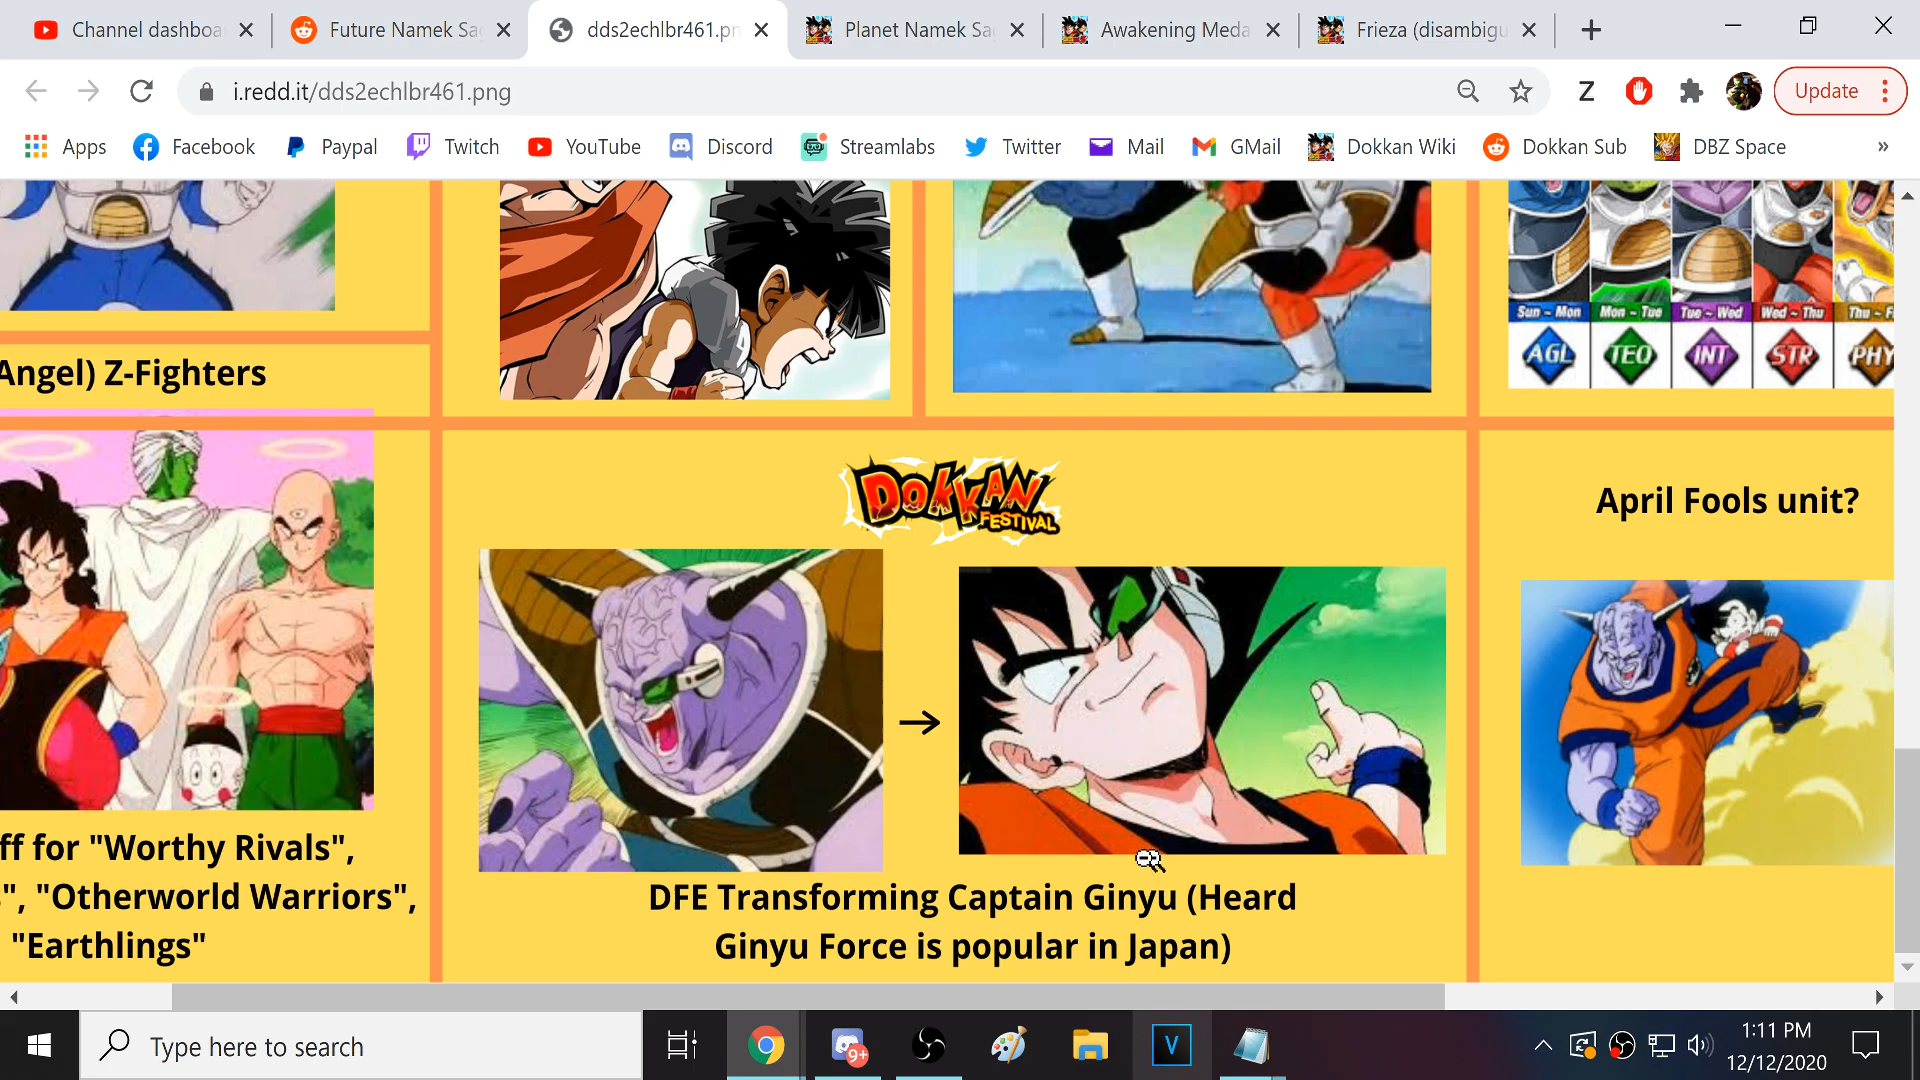 Channel dashboa
Future Namek Sa
dds2echlbr461.pn
Planet Namek Sa
Awakening Meda
Frieza (disambigu
i.redd.it/dds2echlbr461.png
Z
Update
Apps
Facebook
Paypal
Twitch
YouTube
Discord
Streamlabs
Twitter
Mail
GMail
Dokkan Wiki
Dokkan Sub
DBZ Space
»
Sun ~ Mon
Mon ~ Tue
Tue ~ Wed
Wed ~ Thu
Thu ~ F
AGL
TEQ
INT
STR
PHY
Angel) Z-Fighters
DOKKAN
FESTIVAL
April Fools unit?
ff for "Worthy Rivals",
", "Otherworld Warriors",
"Earthlings"
DFE Transforming Captain Ginyu (Heard
Ginyu Force is popular in Japan)
Type here to search
9+
V
1:11 PM
12/12/2020